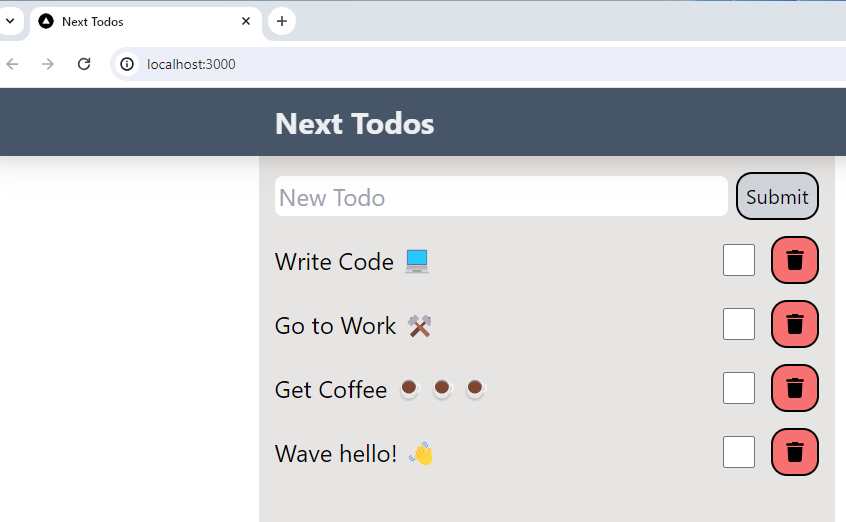 Next Todos
localhost:3000
Next Todos
New Todo
Submit
Write Code 💻
Go to Work ⚒️
Get Coffee ☕☕☕
Wave hello! 👋